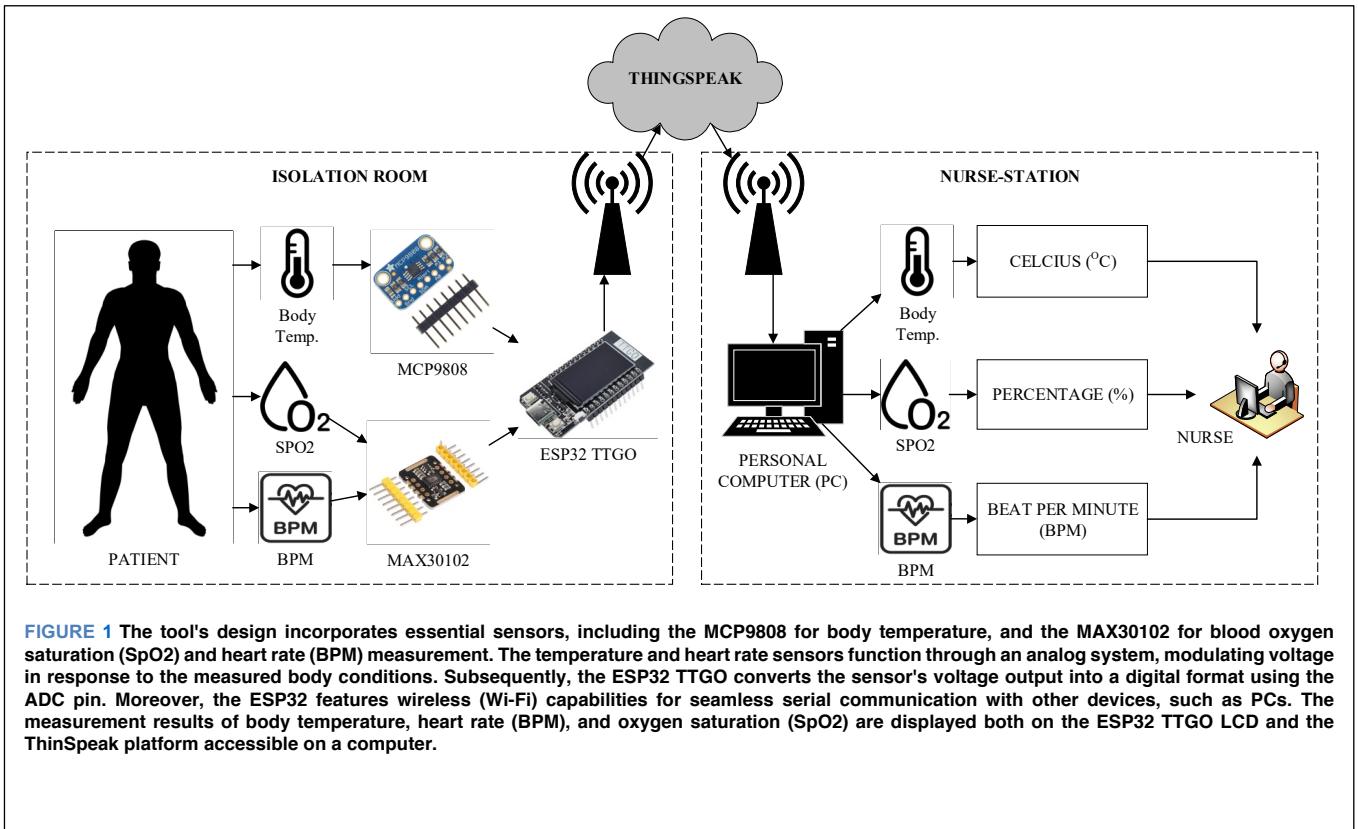 THINGSPEAK
ISOLATION ROOM
Body
Temp.
MCP9808
MCP9808
SPO2
O2
BPM
BPM
PATIENT
MAX30102
TTGO
ESP32 TTGO
NURSE-STATION
Body
Temp.
CELCIUS (OC)
O2
SPO2
PERCENTAGE (%)
PERSONAL
COMPUTER (PC)
BPM
BPM
BEAT PER MINUTE
(BPM)
NURSE
FIGURE 1 The tool's design incorporates essential sensors, including the MCP9808 for body temperature, and the MAX30102 for blood oxygen
saturation (SpO2) and heart rate (BPM) measurement. The temperature and heart rate sensors function through an analog system, modulating voltage
in response to the measured body conditions. Subsequently, the ESP32 TTGO converts the sensor's voltage output into a digital format using the
ADC pin. Moreover, the ESP32 features wireless (Wi-Fi) capabilities for seamless serial communication with other devices, such as PCs. The
measurement results of body temperature, heart rate (BPM), and oxygen saturation (SpO2) are displayed both on the ESP32 TTGO LCD and the
ThinSpeak platform accessible on a computer.